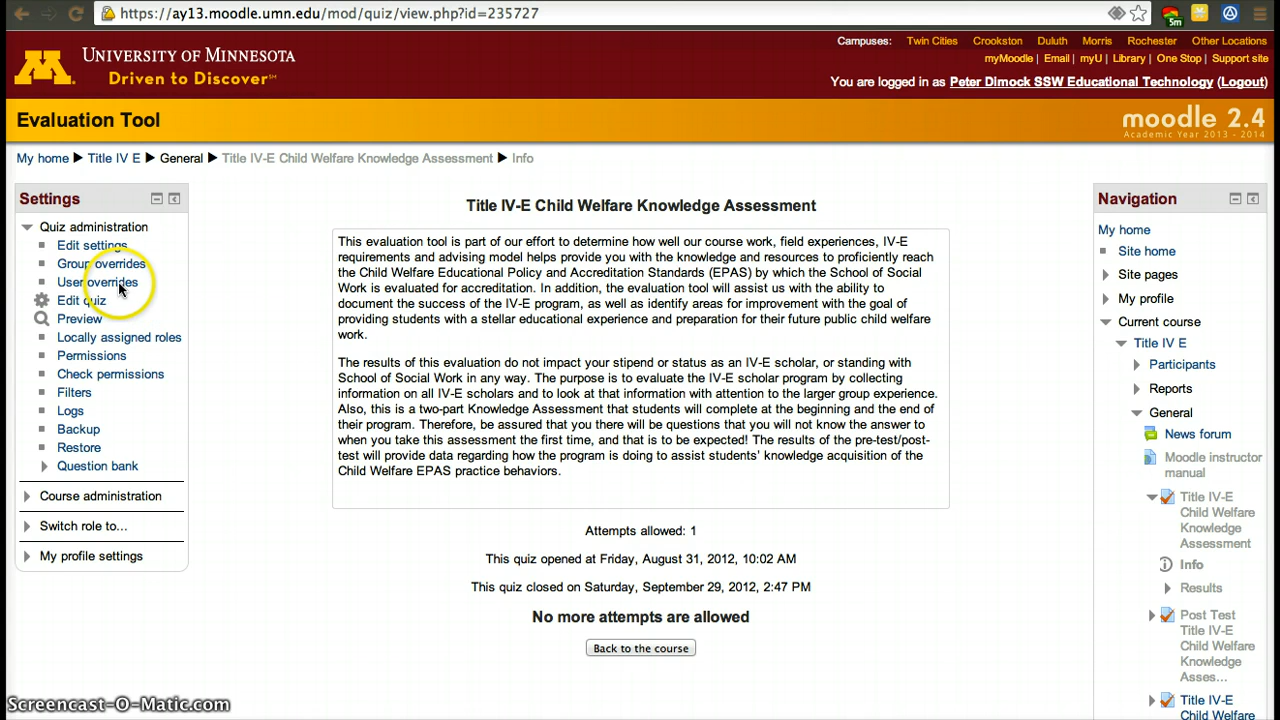 https://ay13.moodle.umn.edu/mod/quiz/view.php?id=235727
5m
UNIVERSITY OF MINNESOTA
Driven to Discover℠
Campuses: Twin Cities Crookston Duluth Morris Rochester Other Locations
myMoodle | Email | myU | Library | One Stop | Support site
You are logged in as Peter Dimock SSW Educational Technology (Logout)
Evaluation Tool
moodle 2.4
Academic Year 2013 - 2014
My home ▶ Title IV E ▶ General ▶ Title IV-E Child Welfare Knowledge Assessment ▶ Info
Settings
Quiz administration
Edit settings
Group overrides
User overrides
Edit quiz
Preview
Locally assigned roles
Permissions
Check permissions
Filters
Logs
Backup
Restore
Question bank
Course administration
Switch role to...
My profile settings
Title IV-E Child Welfare Knowledge Assessment
This evaluation tool is part of our effort to determine how well our course work, field experiences, IV-E
requirements and advising model helps provide you with the knowledge and resources to proficiently reach
the Child Welfare Educational Policy and Accreditation Standards (EPAS) by which the School of Social
Work is evaluated for accreditation. In addition, the evaluation tool will assist us with the ability to
document the success of the IV-E program, as well as identify areas for improvement with the goal of
providing students with a stellar educational experience and preparation for their future public child welfare
work.
The results of this evaluation do not impact your stipend or status as an IV-E scholar, or standing with
School of Social Work in any way. The purpose is to evaluate the IV-E scholar program by collecting
information on all IV-E scholars and to look at that information with attention to the larger group experience.
Also, this is a two-part Knowledge Assessment that students will complete at the beginning and the end of
their program. Therefore, be assured that you there will be questions that you will not know the answer to
when you take this assessment the first time, and that is to be expected! The results of the pre-test/post-
test will provide data regarding how the program is doing to assist students' knowledge acquisition of the
Child Welfare EPAS practice behaviors.
Attempts allowed: 1
This quiz opened at Friday, August 31, 2012, 10:02 AM
This quiz closed on Saturday, September 29, 2012, 2:47 PM
No more attempts are allowed
Back to the course
Navigation
My home
Site home
Site pages
My profile
Current course
Title IV E
Participants
Reports
General
News forum
Moodle instructor
manual
Title IV-E
Child Welfare
Knowledge
Assessment
Info
Results
Post Test
Title IV-E
Child Welfare
Knowledge
Asses...
Title IV-E
Child Welfare
Screencast-O-Matic.com